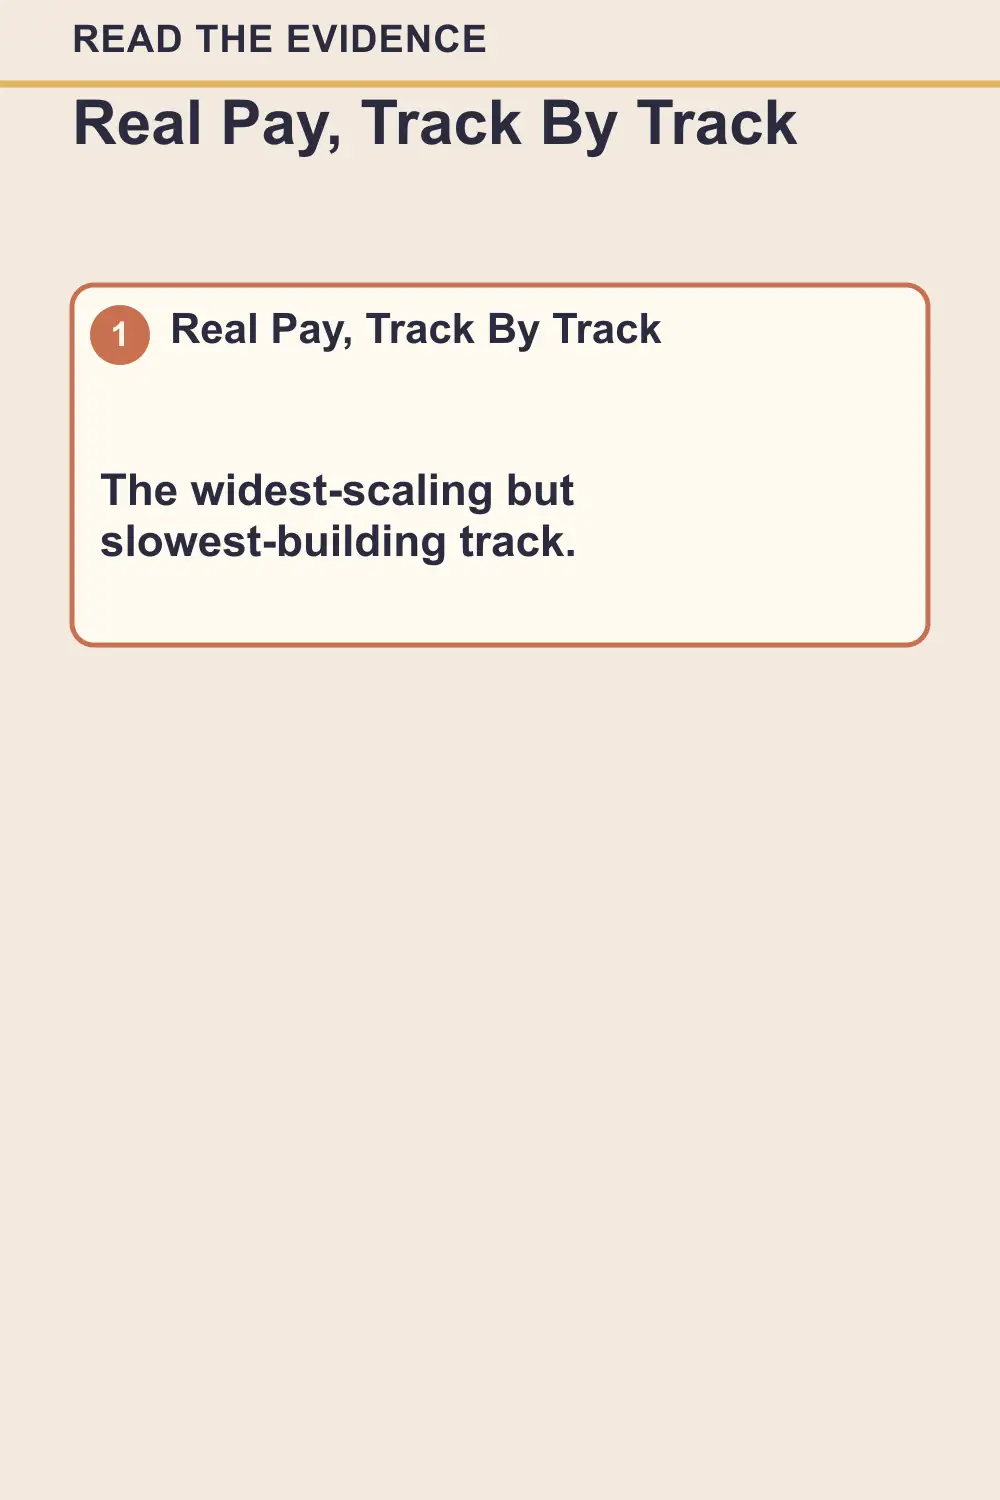 READ THE EVIDENCE
Real Pay, Track By Track
1 Real Pay, Track By Track
The widest-scaling but
slowest-building track.